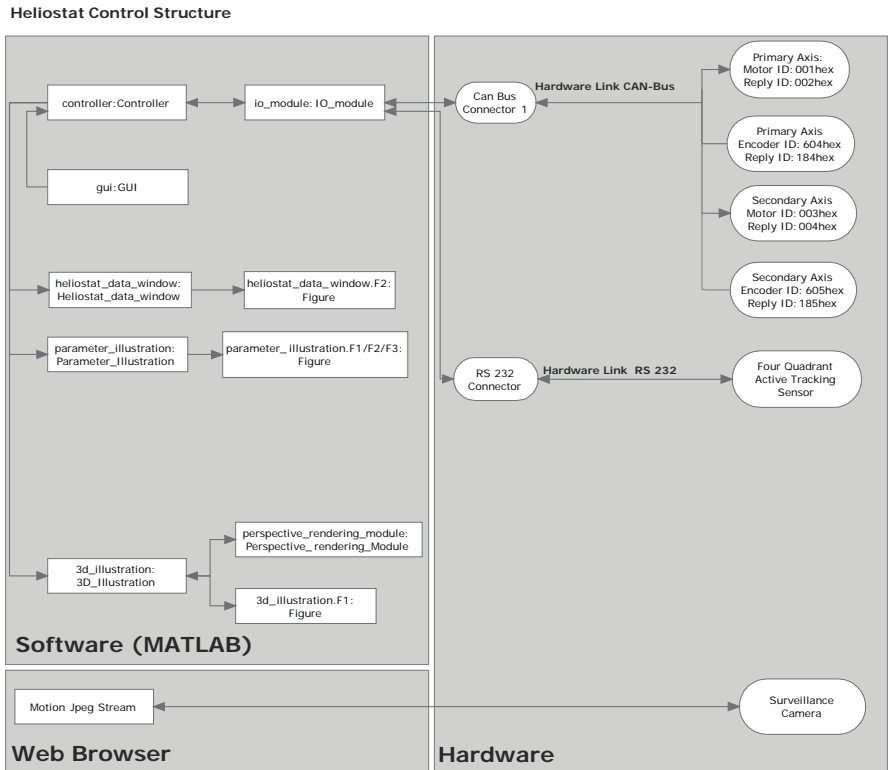 Heliostat Control Structure
controller:Controller
io_module: IO_module
gui:GUI
heliostat_data_window:
Heliostat_data_window
heliostat_data_window.F2:
Figure
parameter_illustration:
Parameter_Illustration
parameter_illustration.F1/F2/F3:
Figure
3d_illustration:
3D_Illustration
perspective_rendering_module:
Perspective_rendering_Module
3d_illustration.F1:
Figure
Software (MATLAB)
Motion Jpeg Stream
Web Browser
Can Bus
Connector 1
Hardware Link CAN-Bus
Primary Axis:
Motor ID: 001hex
Reply ID: 002hex
Primary Axis
Encoder ID: 604hex
Reply ID: 184hex
Secondary Axis
Motor ID: 003hex
Reply ID: 004hex
Secondary Axis
Encoder ID: 605hex
Reply ID: 185hex
RS 232
Connector
Hardware Link RS 232
Four Quadrant
Active Tracking
Sensor
Surveillance
Camera
Hardware